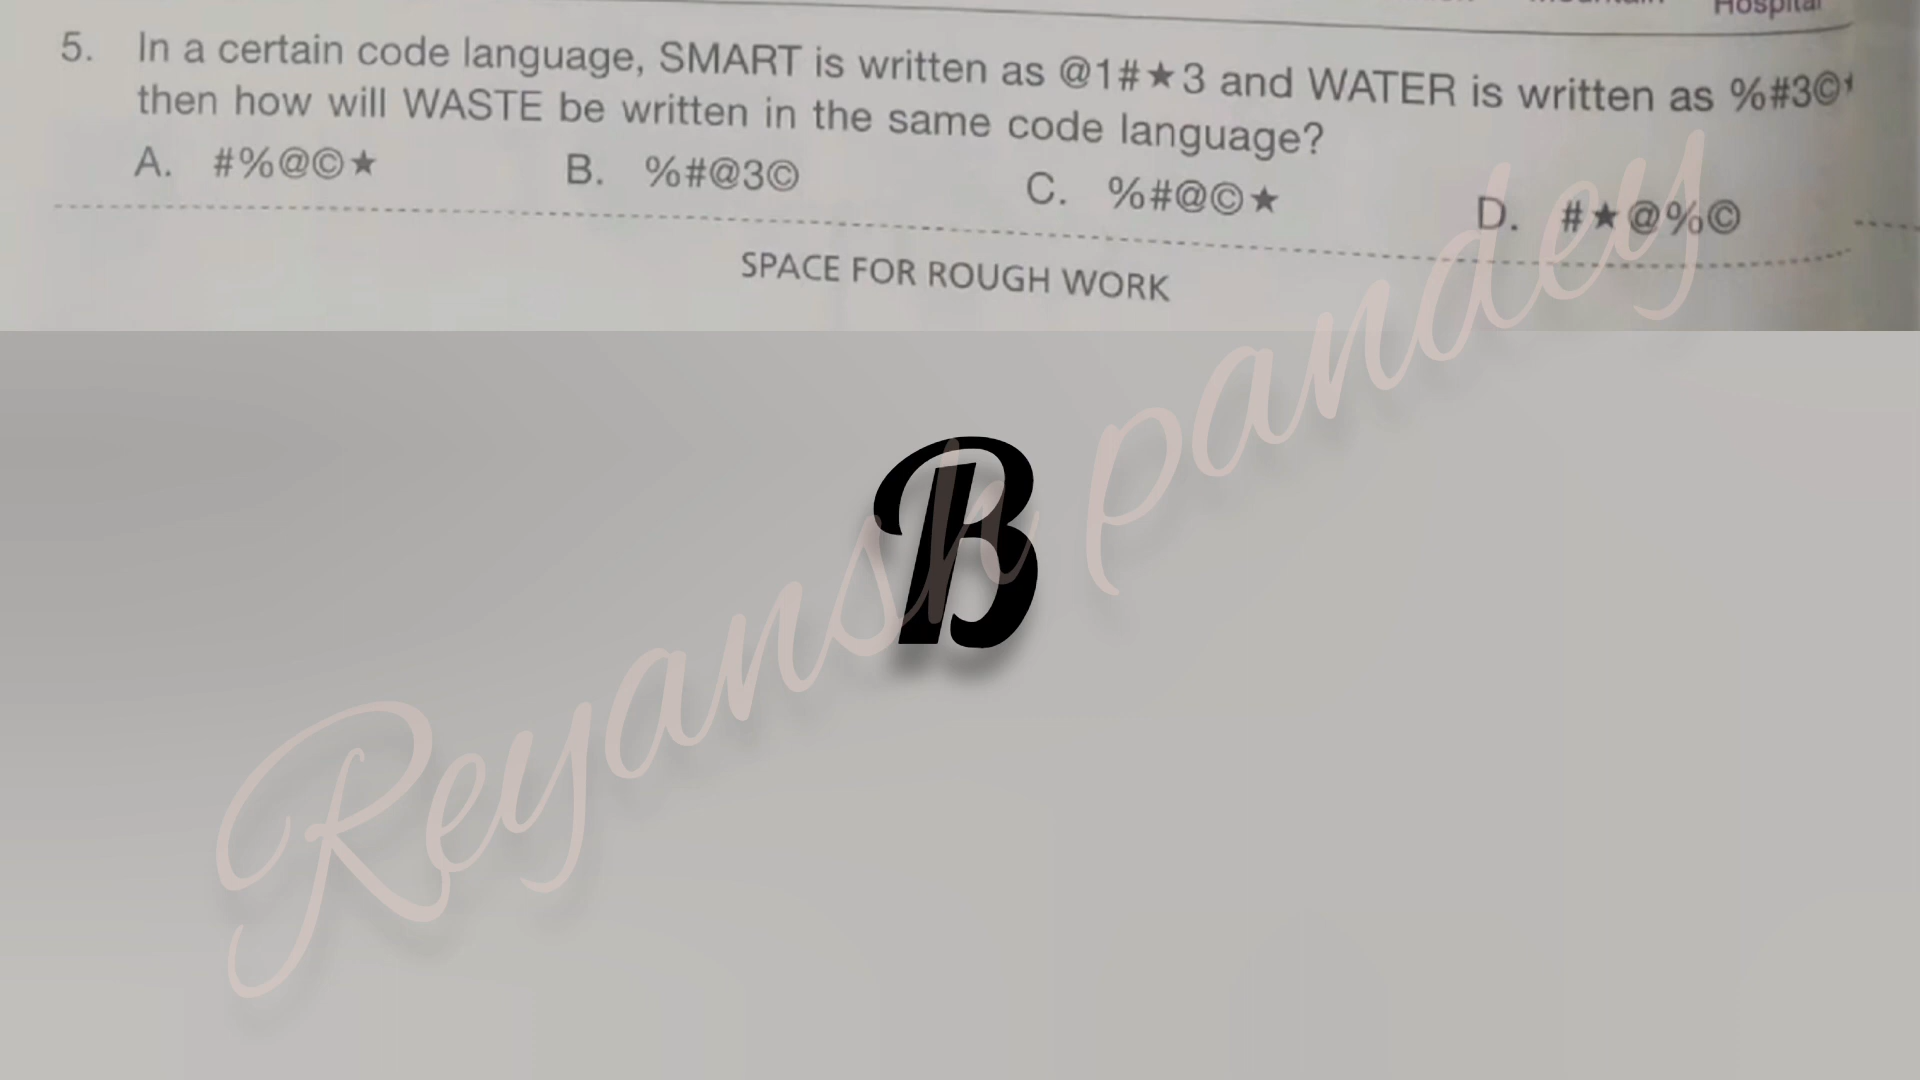 Hospital
5. In a certain code language, SMART is written as @1#★3 and WATER is written as %#3©
then how will WASTE be written in the same code language?
A. #%@©★ B. %#@3© C. %#@©★ D. #★@%©
SPACE FOR ROUGH WORK
B
Reyansh pandey